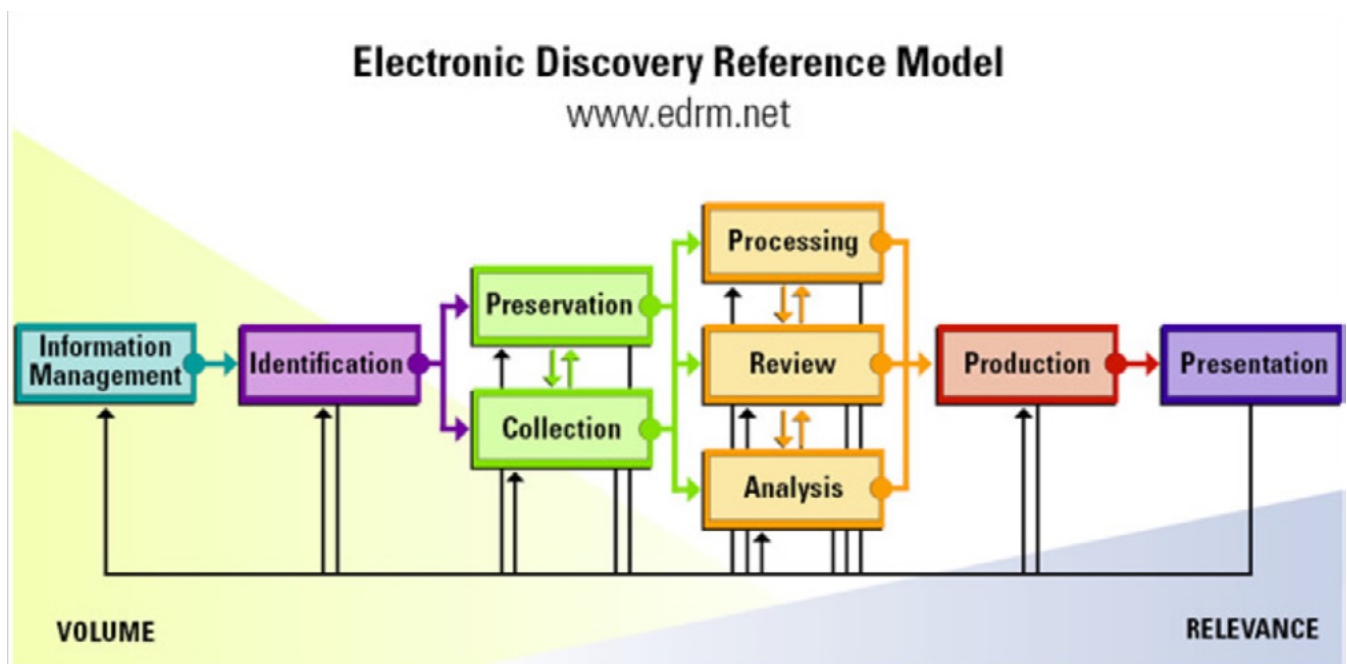 Electronic Discovery Reference Model
www.edrm.net
Processing
Preservation
Information
Management
Identification
Review
Production
Presentation
Collection
Analysis
VOLUME
RELEVANCE